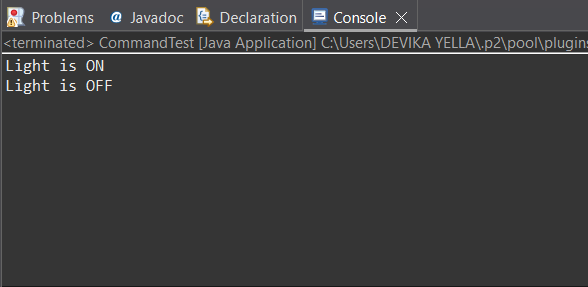 Problems @ Javadoc Declaration Console
<terminated> CommandTest [Java Application] C:\Users\DEVIKA YELLA\.p2\pool\plugins
Light is ON
Light is OFF